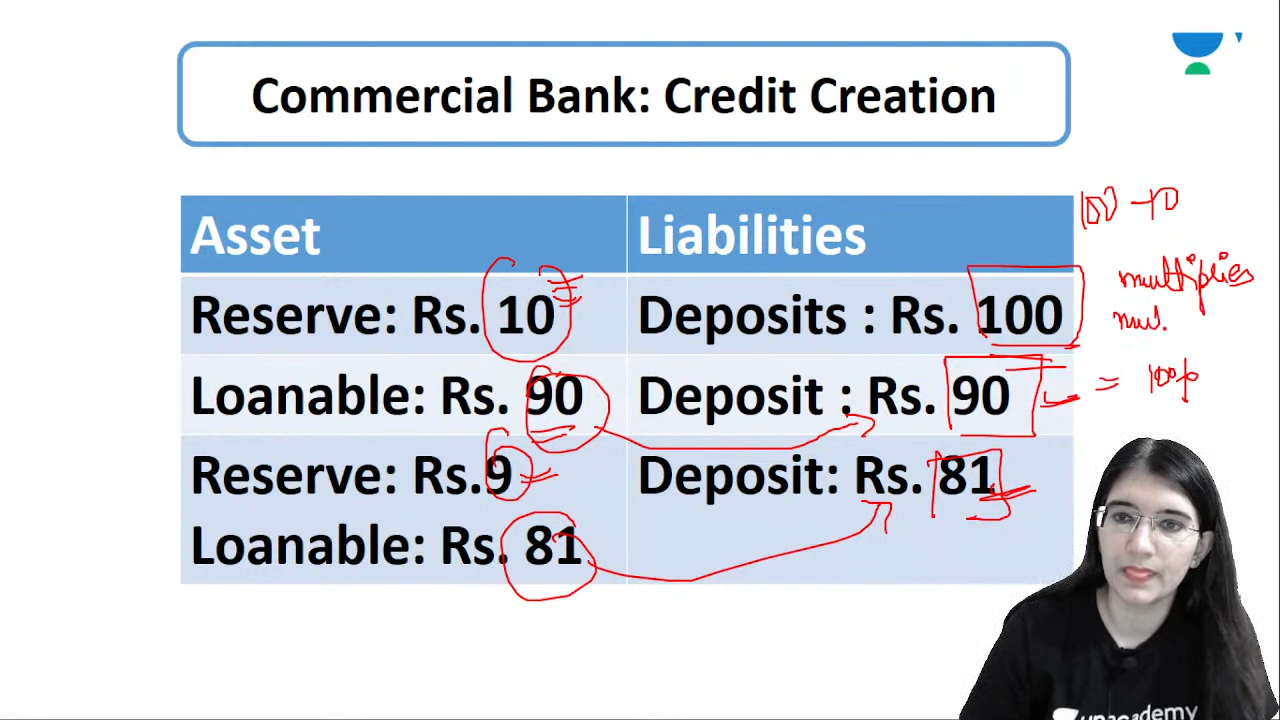 Commercial Bank: Credit Creation
Asset
Liabilities
Reserve: Rs. 10
Deposits : Rs. 100
Loanable: Rs. 90
Deposit : Rs. 90
Reserve: Rs.9
Deposit: Rs. 81
Loanable: Rs. 81
multiplies